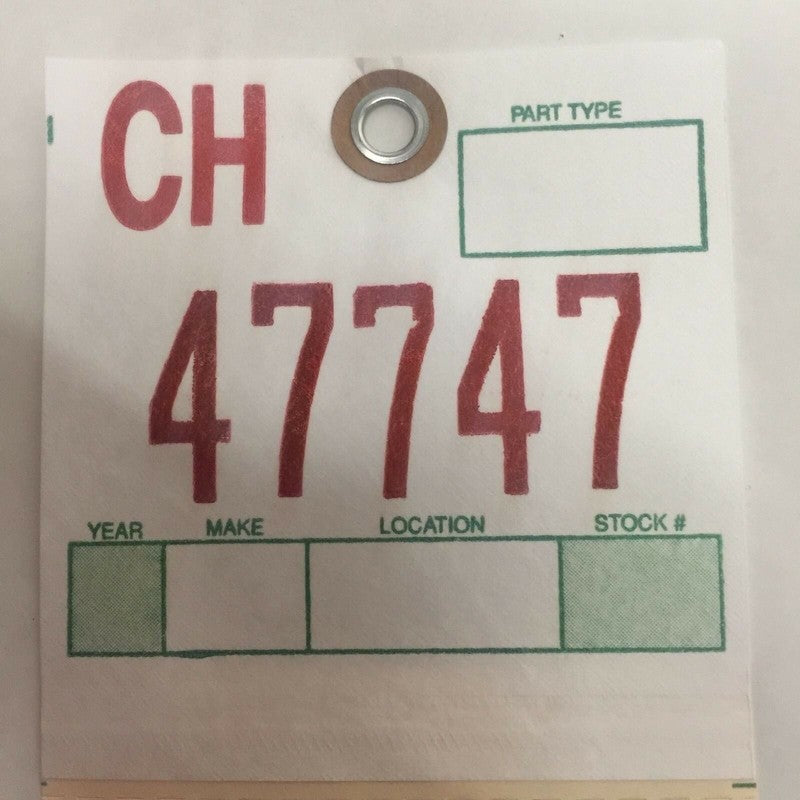 CH
PART TYPE
47747
YEAR MAKE LOCATION STOCK #